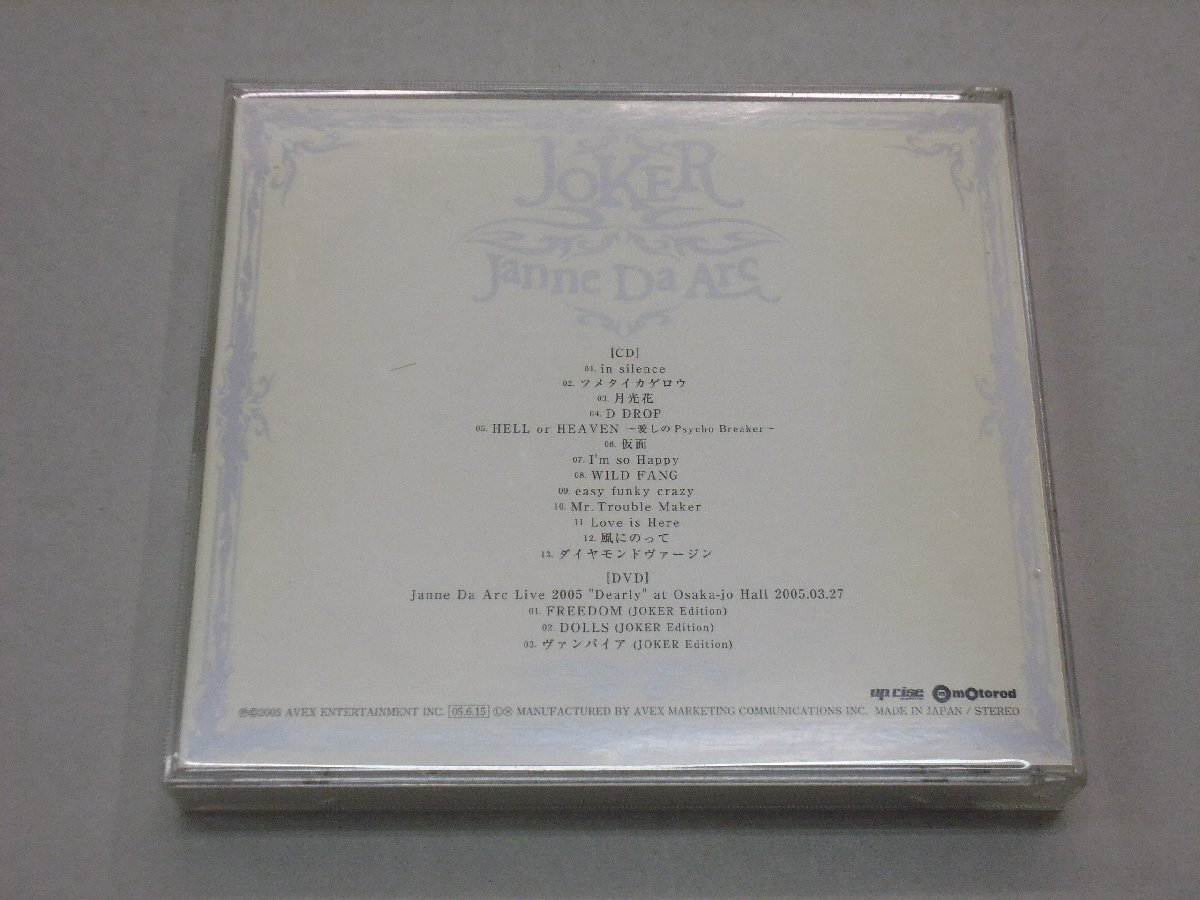 JOKER
Janne Da Arc
[CD]
01. in silence
02. ツメタイカゲロウ
03. 月光花
04. D DROP
05. HELL or HEAVEN ~愛しのPsycho Breaker~
06. 仮面
07. I'm so Happy
08. WILD FANG
09. easy funky crazy
10. Mr. Trouble Maker
11. Love is Here
12. 風にのって
13. ダイヤモンドヴァージン
[DVD]
Janne Da Arc Live 2005 "Dearly" at Osaka-jo Hall 2005.03.27
01. FREEDOM (JOKER Edition)
02. DOLLS (JOKER Edition)
03. ヴァンパイア (JOKER Edition)
up rise m motorod
℗©2005 AVEX ENTERTAINMENT INC. 05.6.15 Ⓛⓧ MANUFACTURED BY AVEX MARKETING COMMUNICATIONS INC. MADE IN JAPAN / STEREO